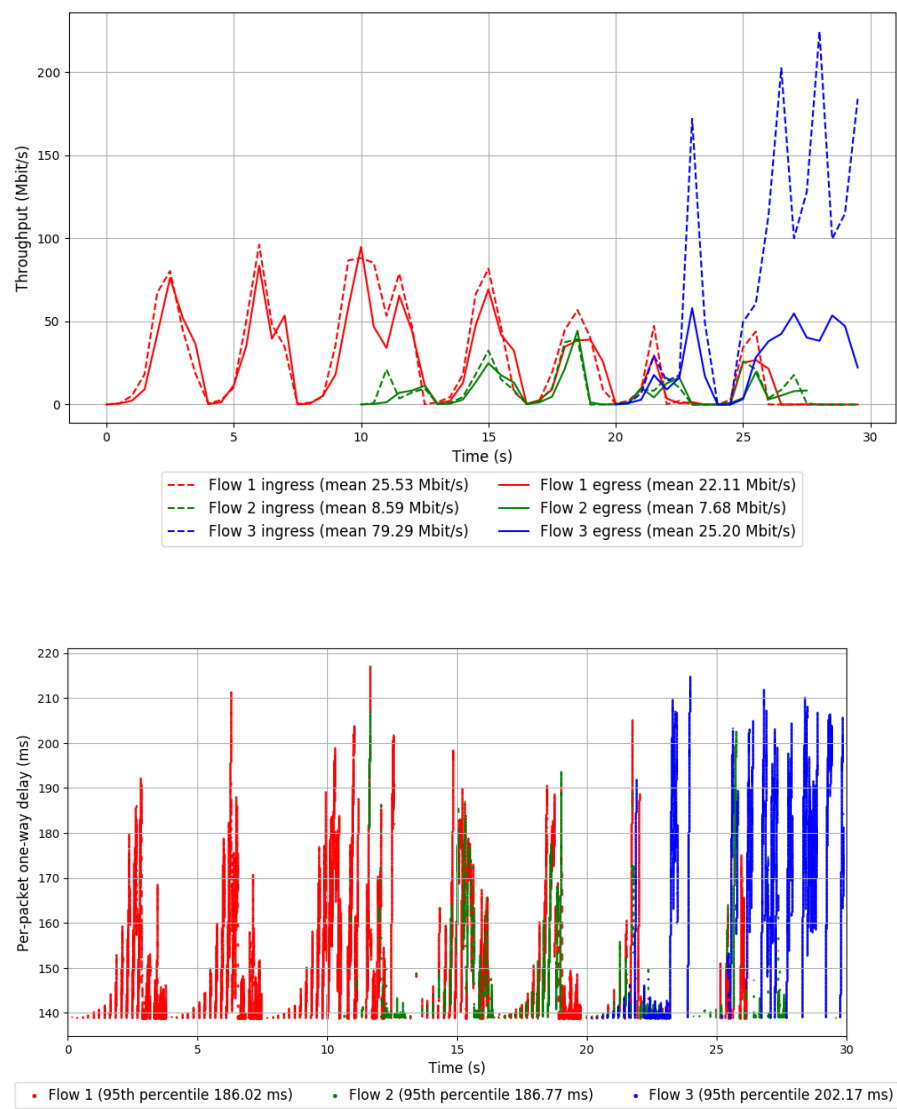 200
150
100
50
0
Throughput (Mbit/s)
0 5 10 15 20 25 30
Time (s)
Flow 1 ingress (mean 25.53 Mbit/s) Flow 1 egress (mean 22.11 Mbit/s)
Flow 2 ingress (mean 8.59 Mbit/s) Flow 2 egress (mean 7.68 Mbit/s)
Flow 3 ingress (mean 79.29 Mbit/s) Flow 3 egress (mean 25.20 Mbit/s)
220
210
200
190
180
170
160
150
140
Per-packet one-way delay (ms)
0 5 10 15 20 25 30
Time (s)
Flow 1 (95th percentile 186.02 ms) Flow 2 (95th percentile 186.77 ms) Flow 3 (95th percentile 202.17 ms)